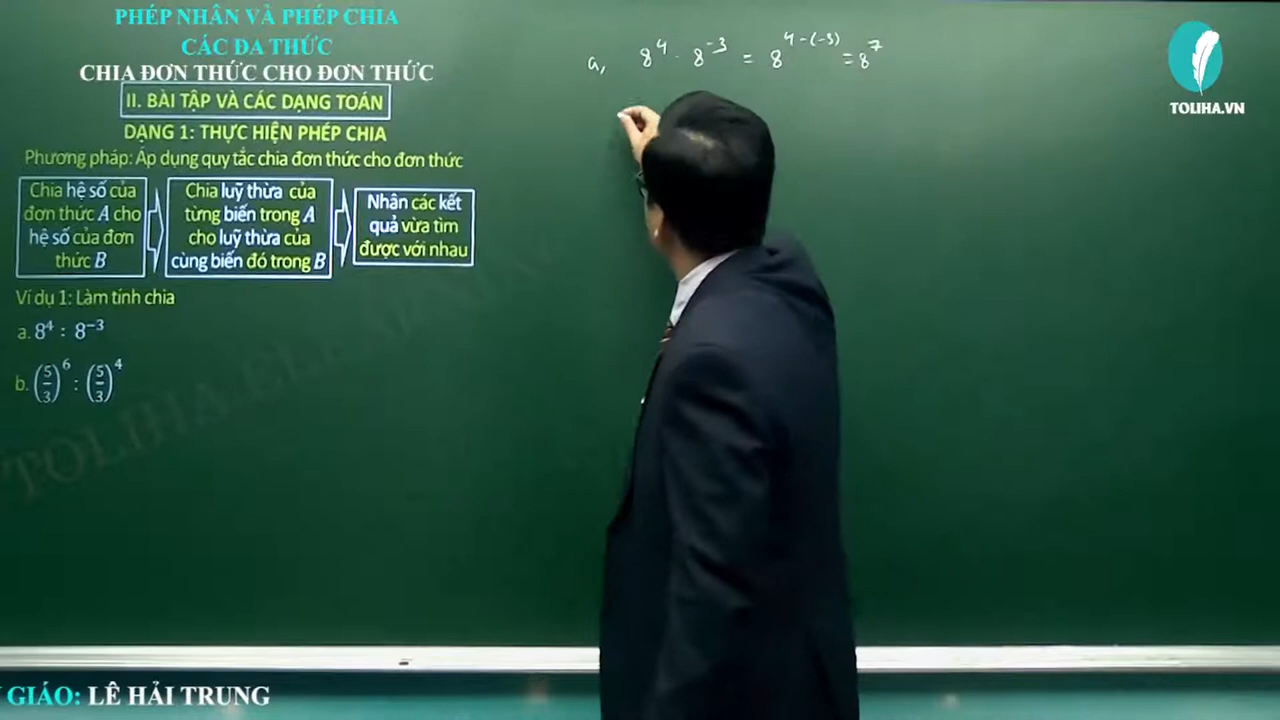 PHÉP NHÂN VÀ PHÉP CHIA
CÁC ĐA THỨC
CHIA ĐƠN THỨC CHO ĐƠN THỨC
II. BÀI TẬP VÀ CÁC DẠNG TOÁN
DẠNG 1: THỰC HIỆN PHÉP CHIA
Phương pháp: Áp dụng quy tắc chia đơn thức cho đơn thức
Chia hệ số của
đơn thức A cho
hệ số của đơn
thức B
Chia luỹ thừa của
từng biến trong A
cho luỹ thừa của
cùng biến đó trong B
Nhân các kết
quả vừa tìm
được với nhau
Ví dụ 1: Làm tính chia
a. 8⁴ : 8⁻³
b. (5/3)⁶ : (5/3)⁴
a, 8⁴ . 8⁻³ = 8⁴⁻⁽⁻³⁾ = 8⁷
TOLIHA.VN
TOLIHA ELEARNING
GIÁO: LÊ HẢI TRUNG